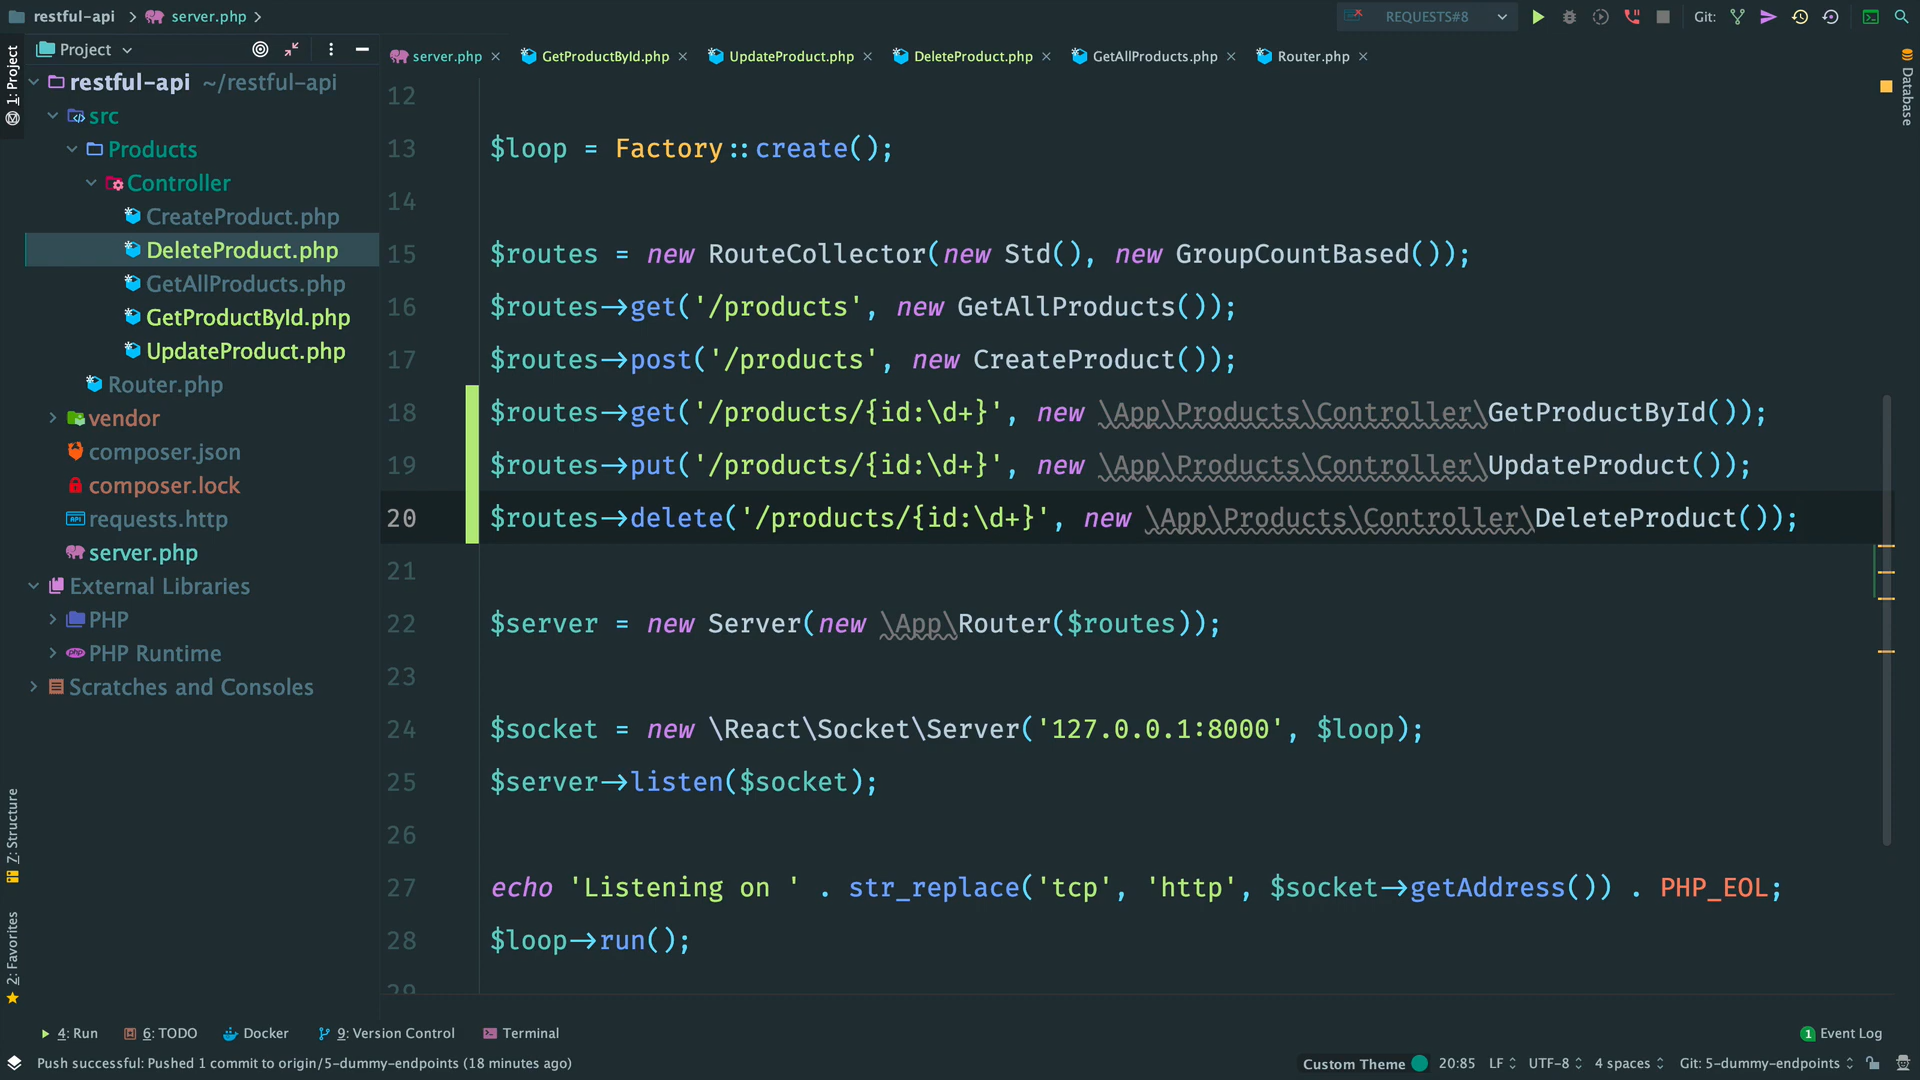 restful-api
server.php
REQUESTS#8
Git:
1: Project
Project
server.php
GetProductById.php
UpdateProduct.php
DeleteProduct.php
GetAllProducts.php
Router.php
Database
restful-api ~/restful-api
src
Products
Controller
CreateProduct.php
DeleteProduct.php
GetAllProducts.php
GetProductById.php
UpdateProduct.php
Router.php
vendor
composer.json
composer.lock
requests.http
server.php
External Libraries
PHP
PHP Runtime
Scratches and Consoles
7: Structure
2: Favorites
12
13 $loop = Factory::create();
14
15 $routes = new RouteCollector(new Std(), new GroupCountBased());
16 $routes->get('/products', new GetAllProducts());
17 $routes->post('/products', new CreateProduct());
18 $routes->get('/products/{id:\d+}', new \App\Products\Controller\GetProductById());
19 $routes->put('/products/{id:\d+}', new \App\Products\Controller\UpdateProduct());
20 $routes->delete('/products/{id:\d+}', new \App\Products\Controller\DeleteProduct());
21
22 $server = new Server(new \App\Router($routes));
23
24 $socket = new \React\Socket\Server('127.0.0.1:8000', $loop);
25 $server->listen($socket);
26
27 echo 'Listening on ' . str_replace('tcp', 'http', $socket->getAddress()) . PHP_EOL;
28 $loop->run();
29
4: Run
6: TODO
Docker
9: Version Control
Terminal
1 Event Log
Push successful: Pushed 1 commit to origin/5-dummy-endpoints (18 minutes ago)
Custom Theme
20:85
LF
UTF-8
4 spaces
Git: 5-dummy-endpoints